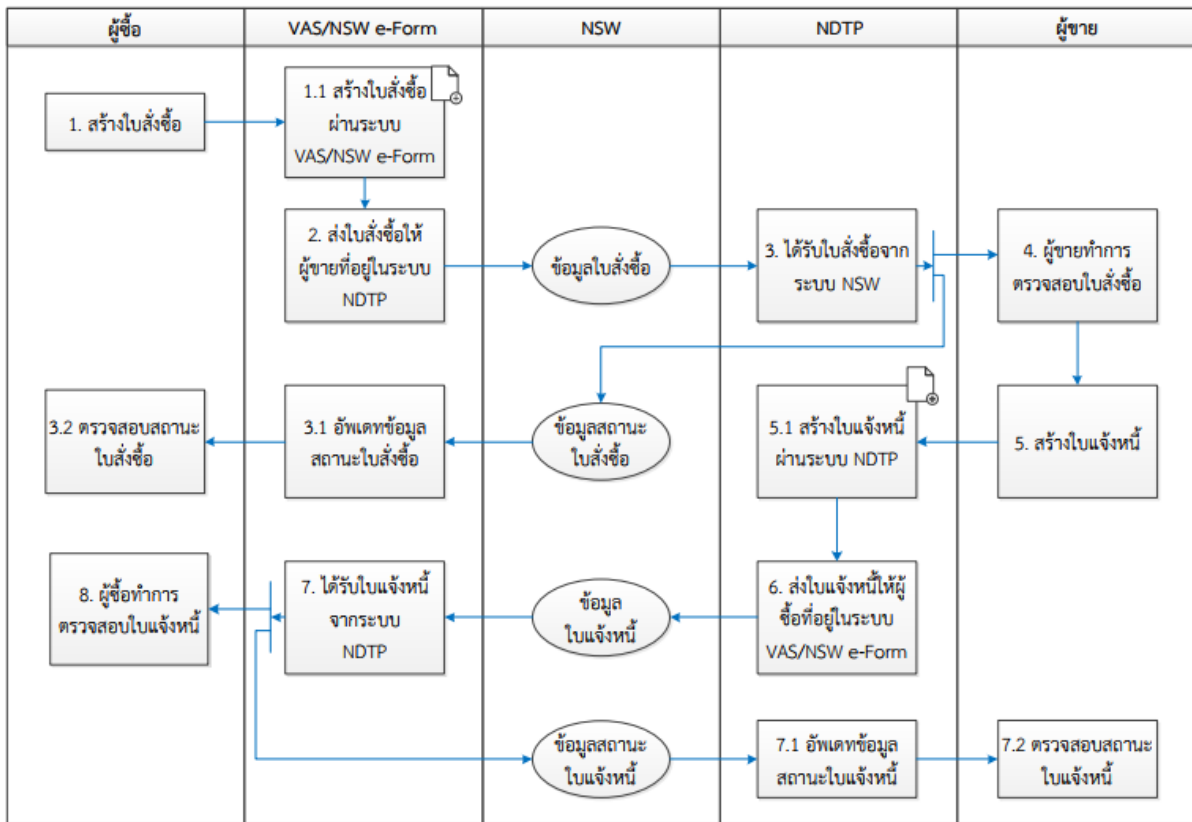 ผู้ซื้อ
VAS/NSW e-Form
NSW
NDTP
ผู้ขาย
1. สร้างใบสั่งซื้อ
1.1 สร้างใบสั่งซื้อ
ผ่านระบบ
VAS/NSW e-Form
2. ส่งใบสั่งซื้อให้
ผู้ขายที่อยู่ในระบบ
NDTP
ข้อมูลใบสั่งซื้อ
3. ได้รับใบสั่งซื้อจาก
ระบบ NSW
4. ผู้ขายทำการ
ตรวจสอบใบสั่งซื้อ
3.2 ตรวจสอบสถานะ
ใบสั่งซื้อ
3.1 อัพเดทข้อมูล
สถานะใบสั่งซื้อ
ข้อมูลสถานะ
ใบสั่งซื้อ
5.1 สร้างใบแจ้งหนี้
ผ่านระบบ NDTP
5. สร้างใบแจ้งหนี้
8. ผู้ซื้อทำการ
ตรวจสอบใบแจ้งหนี้
7. ได้รับใบแจ้งหนี้
จากระบบ
NDTP
ข้อมูล
ใบแจ้งหนี้
6. ส่งใบแจ้งหนี้ให้ผู้
ซื้อที่อยู่ในระบบ
VAS/NSW e-Form
ข้อมูลสถานะ
ใบแจ้งหนี้
7.1 อัพเดทข้อมูล
สถานะใบแจ้งหนี้
7.2 ตรวจสอบสถานะ
ใบแจ้งหนี้